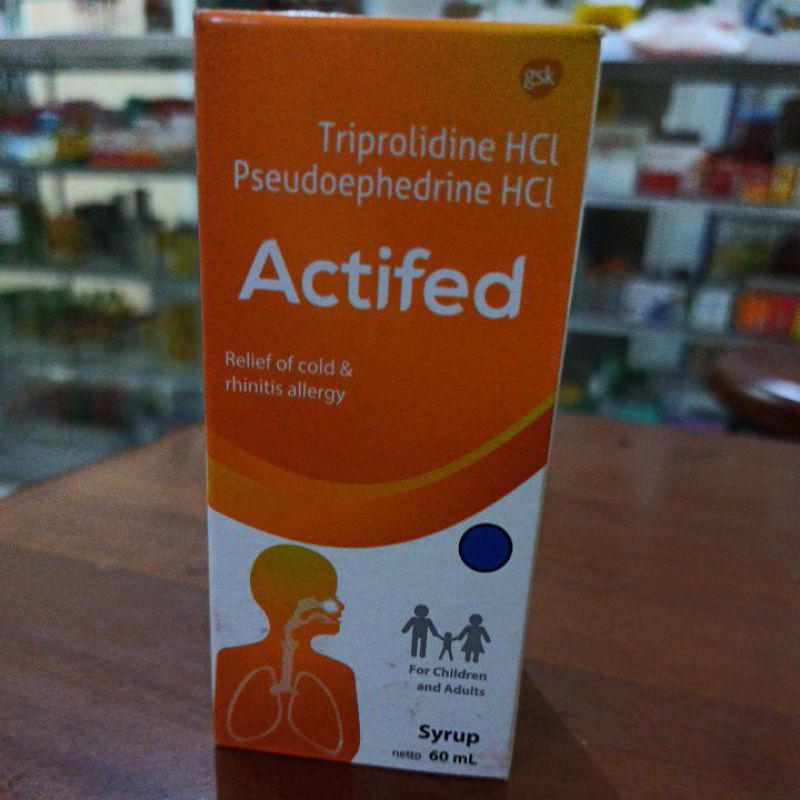 gsk
Triprolidine HCl
Pseudoephedrine HCl
Actifed
Relief of cold &
rhinitis allergy
For Children
and Adults
Syrup
netto 60 mL